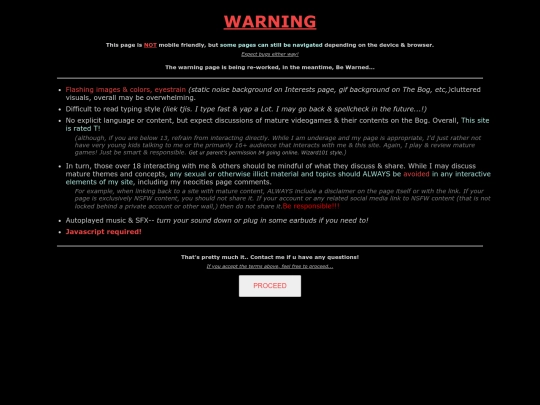 WARNING
This page is NOT mobile friendly, but some pages can still be navigated depending on the device & browser.
Expect bugs either way!
The warning page is being re-worked, in the meantime, Be Warned...
Flashing images & colors, eyestrain (static noise background on Interests page, gif background on The Bog, etc,)cluttered
visuals, overall may be overwhelming.
Difficult to read typing style (liek tjis. I type fast & yap a Lot. I may go back & spellcheck in the future...!)
No explicit language or content, but expect discussions of mature videogames & their contents on the Bog. Overall, This site
is rated T!
(although, if you are below 13, refrain from interacting directly. While I am underage and my page is appropriate, I'd just rather not
have very young kids talking to me or the primarily 16+ audience that interacts with me & this site. Again, I play & review mature
games! Just be smart & responsible. Get ur parent's permission b4 going online. Wizard101 style.)
In turn, those over 18 interacting with me & others should be mindful of what they discuss & share. While I may discuss
mature themes and concepts, any sexual or otherwise illicit material and topics should ALWAYS be avoided in any interactive
elements of my site, including my neocities page comments.
For example, when linking back to a site with mature content, ALWAYS include a disclaimer on the page itself or with the link. If your
page is exclusively NSFW content, you should not share it. If your account or any related social media link to NSFW content (that is not
locked behind a private account or other wall,) then do not share it.Be responsible!!!
Autoplayed music & SFX-- turn your sound down or plug in some earbuds if you need to!
Javascript required!
That's pretty much it.. Contact me if u have any questions!
If you accept the terms above, feel free to proceed...
PROCEED